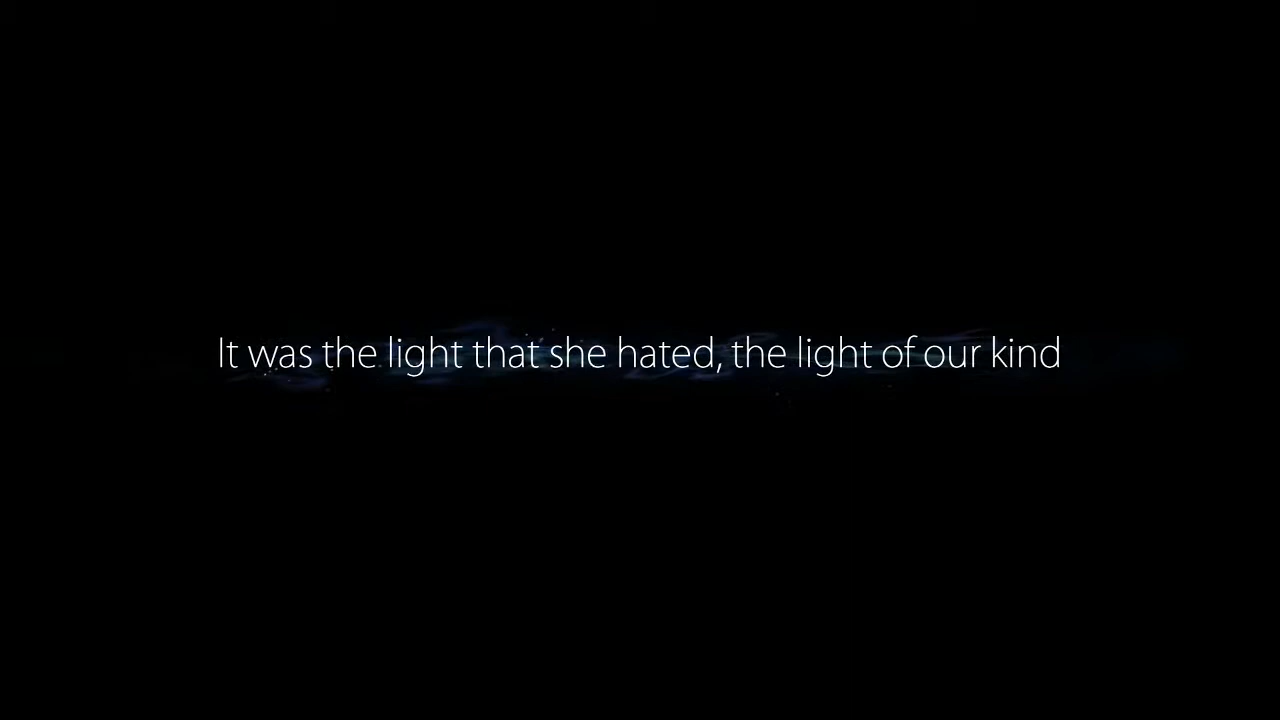 It was the light that she hated, the light of our kind